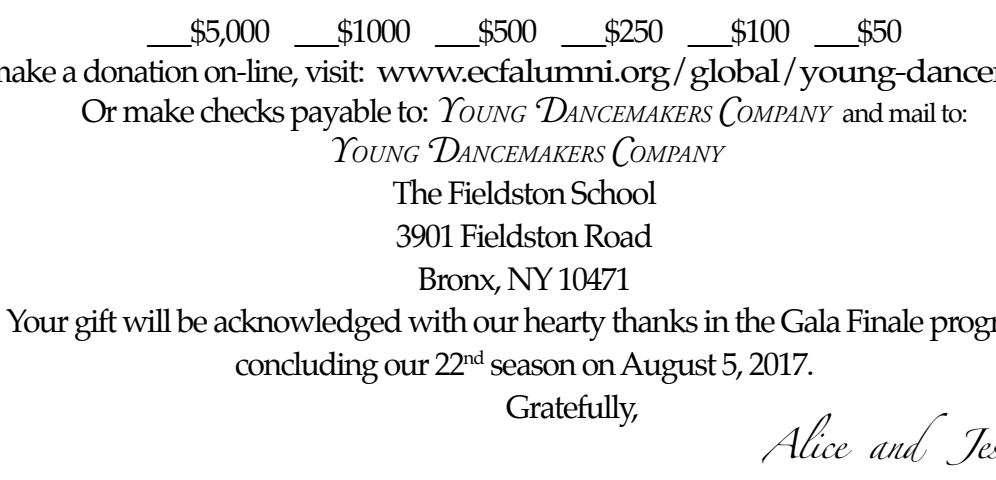 ___$5,000 ___$1000 ___$500 ___$250 ___$100 ___$50
make a donation on-line, visit: www.ecfalumni.org/global/young-dancem
Or make checks payable to: Young Dancemakers Company and mail to:
Young Dancemakers Company
The Fieldston School
3901 Fieldston Road
Bronx, NY 10471
Your gift will be acknowledged with our hearty thanks in the Gala Finale progr
concluding our 22nd season on August 5, 2017.
Gratefully,
Alice and Jes